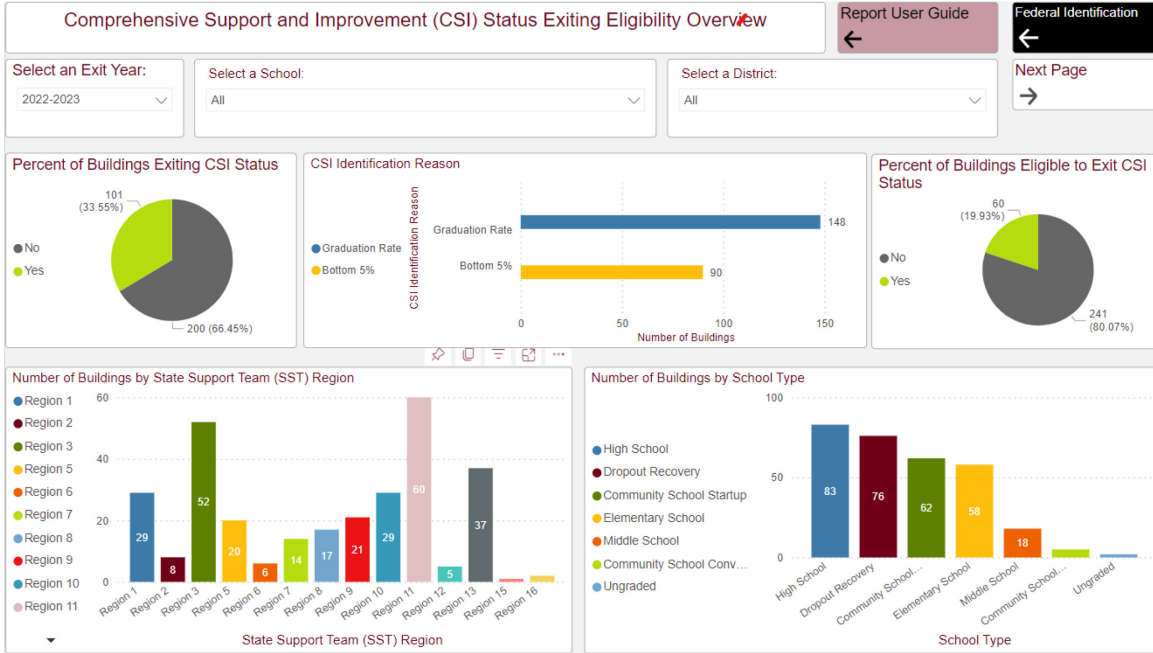 Comprehensive Support and Improvement (CSI) Status Exiting Eligibility Overview
Report User Guide
Federal Identification
Select an Exit Year:
2022-2023
Select a School:
All
Select a District:
All
Next Page
Percent of Buildings Exiting CSI Status
101
(33.55%)
No
Yes
200 (66.45%)
CSI Identification Reason
Graduation Rate
Bottom 5%
CSI Identification Reason
Graduation Rate
Bottom 5%
148
90
0
50
100
150
Number of Buildings
Percent of Buildings Eligible to Exit CSI
Status
60
(19.93%)
No
Yes
241
(80.07%)
Number of Buildings by State Support Team (SST) Region
Region 1
Region 2
Region 3
Region 5
Region 6
Region 7
Region 8
Region 9
Region 10
Region 11
60
40
20
0
29
8
52
20
6
14
17
21
29
60
5
37
Region 1
Region 2
Region 3
Region 5
Region 6
Region 7
Region 8
Region 9
Region 10
Region 11
Region 12
Region 13
Region 15
Region 16
State Support Team (SST) Region
Number of Buildings by School Type
High School
Dropout Recovery
Community School Startup
Elementary School
Middle School
Community School Conv...
Ungraded
100
50
0
83
76
62
58
18
High School
Dropout Recovery
Community School...
Elementary School
Middle School
Community School...
Ungraded
School Type